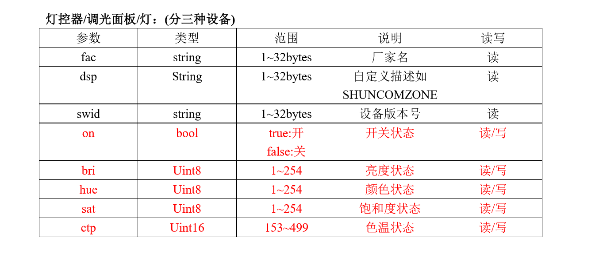 灯控器/调光面板/灯：(分三种设备)
参数 类型 范围 说明 读写
fac string 1~32bytes 厂家名 读
dsp String 1~32bytes 自定义描述如 读
SHUNCOMZONE
swid string 1~32bytes 设备版本号 读
on bool true:开 开关状态 读/写
false:关
bri Uint8 1~254 亮度状态 读/写
hue Uint8 1~254 颜色状态 读/写
sat Uint8 1~254 饱和度状态 读/写
ctp Uint16 153~499 色温状态 读/写